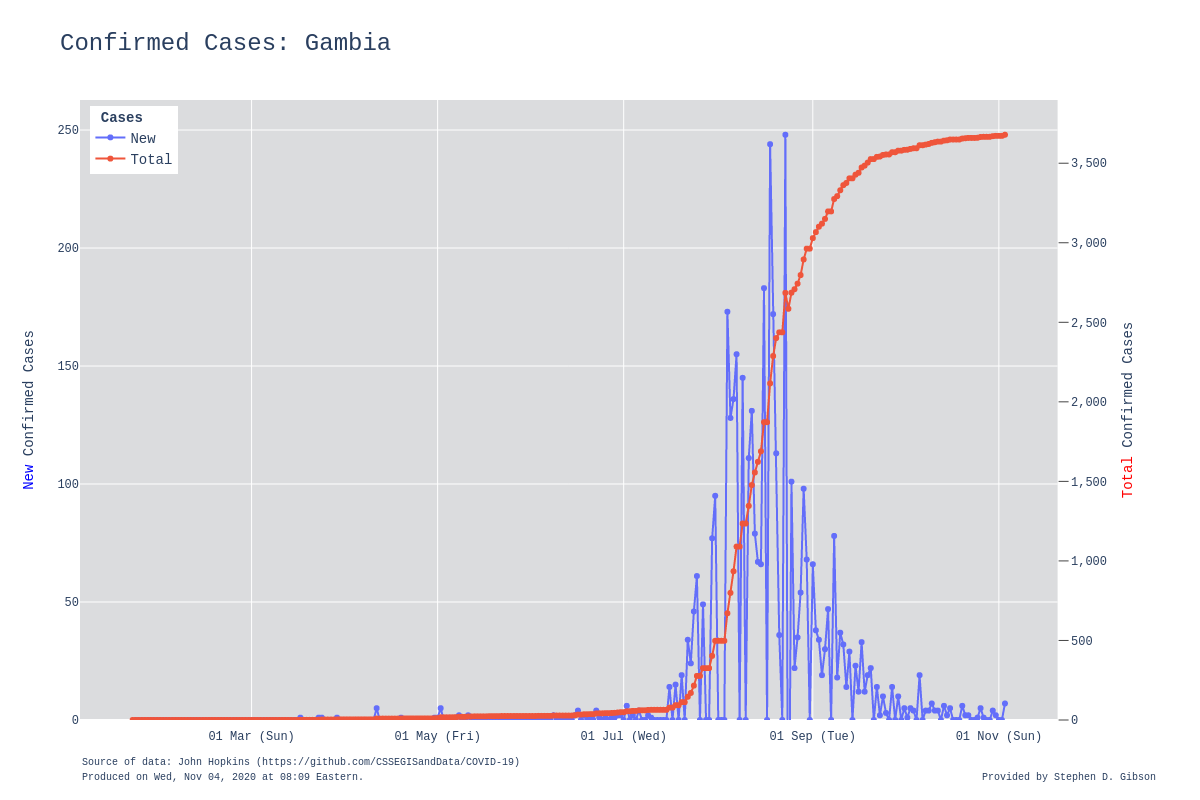 Confirmed Cases: Gambia
Cases
New
Total
250
200
150
100
50
0
New Confirmed Cases
3,500
3,000
2,500
2,000
1,500
1,000
500
0
Total Confirmed Cases
01 Mar (Sun)
01 May (Fri)
01 Jul (Wed)
01 Sep (Tue)
01 Nov (Sun)
Source of data: John Hopkins (https://github.com/CSSEGISandData/COVID-19)
Produced on Wed, Nov 04, 2020 at 08:09 Eastern.
Provided by Stephen D. Gibson